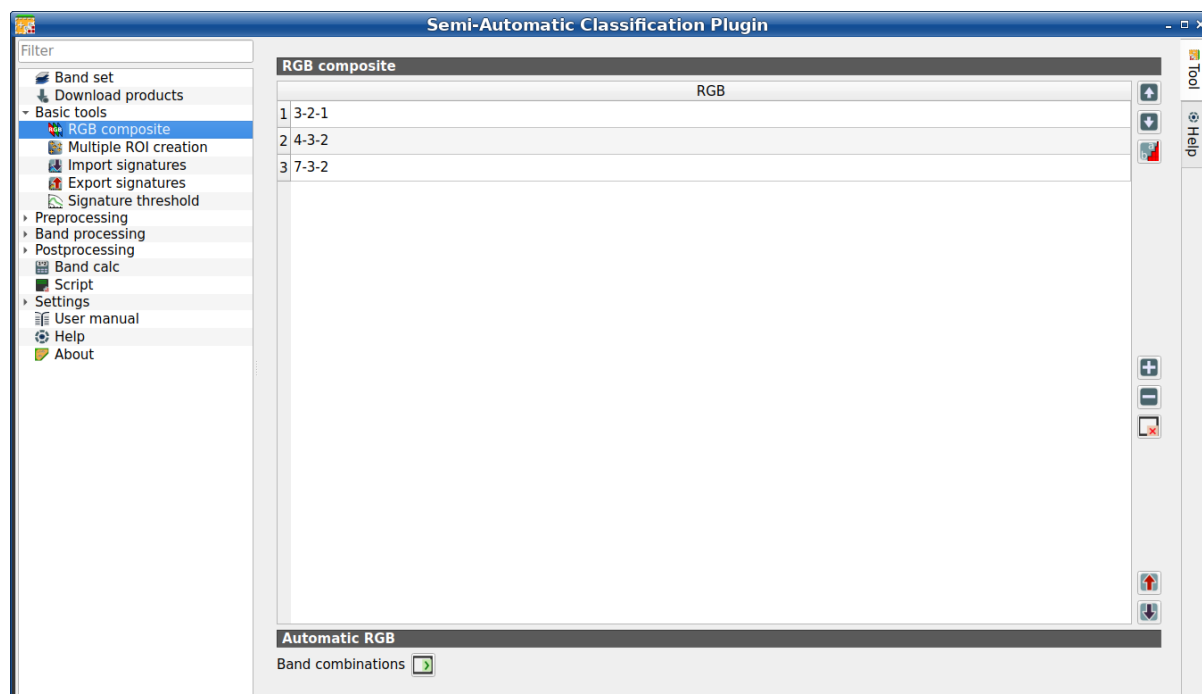 Semi-Automatic Classification Plugin
Filter
Band set
Download products
Basic tools
RGB composite
Multiple ROI creation
Import signatures
Export signatures
Signature threshold
Preprocessing
Band processing
Postprocessing
Band calc
Script
Settings
User manual
Help
About
RGB composite
RGB
1 3-2-1
2 4-3-2
3 7-3-2
Automatic RGB
Band combinations
Tool
Help